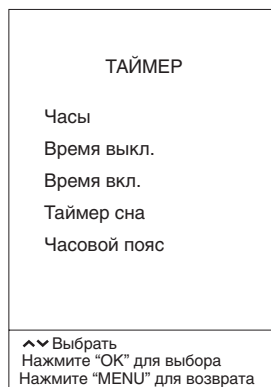 ТАЙМЕР
Часы
Время выкл.
Время вкл.
Таймер сна
Часовой пояс
Выбрать
Нажмите “OK” для выбора
Нажмите “MENU” для возврата